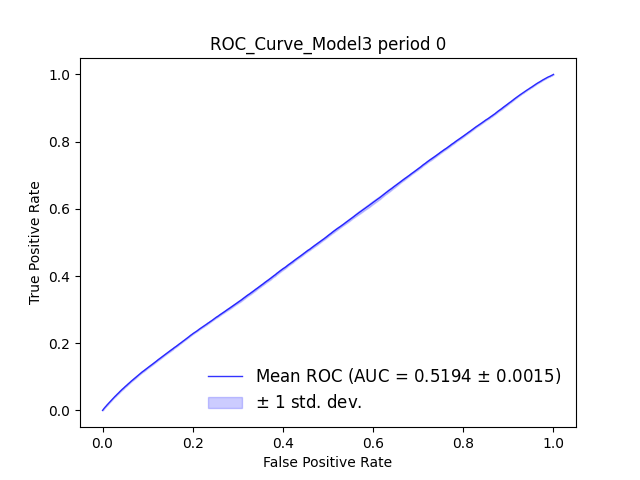 ROC_Curve_Model3 period 0
True Positive Rate
1.0
0.8
0.6
0.4
0.2
0.0
Mean ROC (AUC = 0.5194 ± 0.0015)
± 1 std. dev.
0.0 0.2 0.4 0.6 0.8 1.0
False Positive Rate